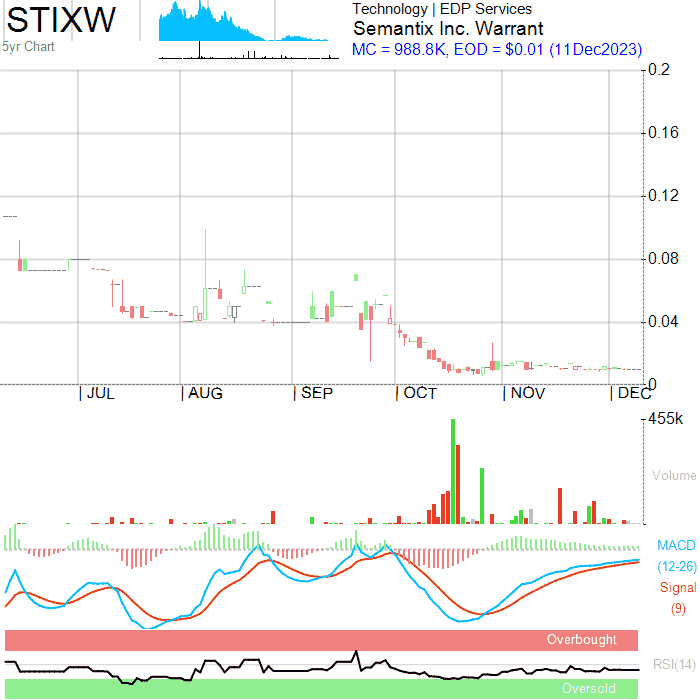 STIXW
5yr Chart
Technology | EDP Services
Semantix Inc. Warrant
MC = 988.8K, EOD = $0.01 (11Dec2023)
0.2
0.16
0.12
0.08
0.04
0
JUL AUG SEP OCT NOV DEC
455k
Volume
MACD
(12-26)
Signal
(9)
Overbought
RSI(14)
Oversold